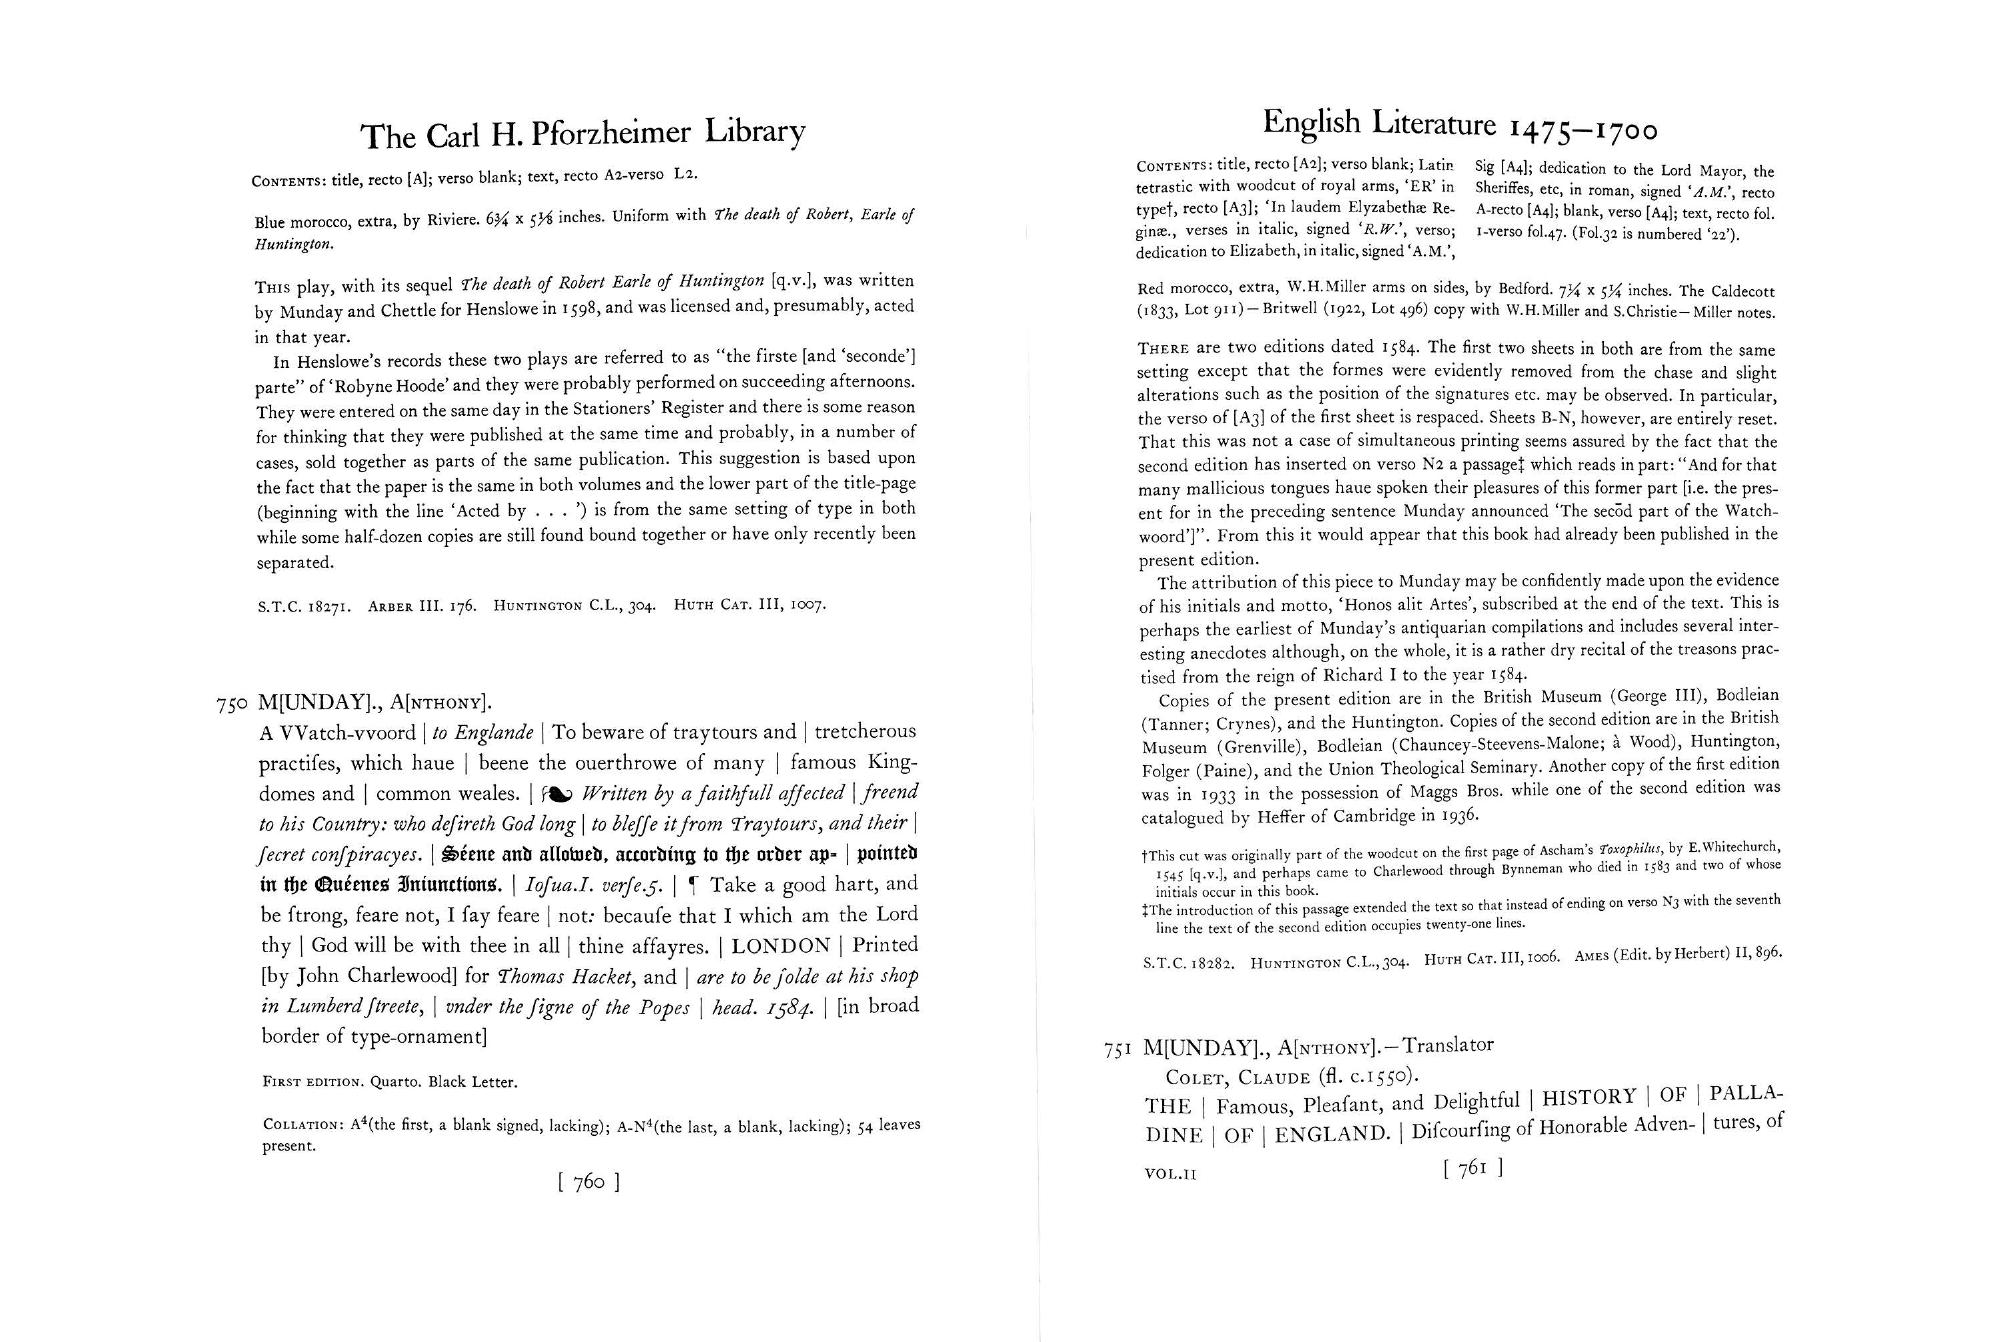 The Carl H. Pforzheimer Library
CONTENTS: title, recto [A]; verso blank; text, recto A2-verso L2.
Blue morocco, extra, by Riviere. 6¾ x 5⅛ inches. Uniform with The death of Robert, Earle of
Huntington.
THIS play, with its sequel The death of Robert Earle of Huntington [q.v.], was written
by Munday and Chettle for Henslowe in 1598, and was licensed and, presumably, acted
in that year.
In Henslowe's records these two plays are referred to as "the firste [and 'seconde']
parte" of 'Robyne Hoode' and they were probably performed on succeeding afternoons.
They were entered on the same day in the Stationers' Register and there is some reason
for thinking that they were published at the same time and probably, in a number of
cases, sold together as parts of the same publication. This suggestion is based upon
the fact that the paper is the same in both volumes and the lower part of the title-page
(beginning with the line 'Acted by . . . ') is from the same setting of type in both
while some half-dozen copies are still found bound together or have only recently been
separated.
S.T.C. 18271. ARBER III. 176. HUNTINGTON C.L., 304. HUTH CAT. III, 1007.
750 M[UNDAY]., A[NTHONY].
A VVatch-vvoord | to Englande | To beware of traytours and | tretcherous
practiſes, which haue | beene the ouerthrowe of many | famous King-
domes and | common weales. | ❧ Written by a faithfull affected | freend
to his Country: who deſireth God long | to bleſſe it from Traytours, and their |
ſecret conſpiracyes. | Séene and allowed, according to the order ap- | pointed
in the Quéenes Iniunctions. | Ioſua.I. verſe.5. | ¶ Take a good hart, and
be ſtrong, feare not, I ſay feare | not: becauſe that I which am the Lord
thy | God will be with thee in all | thine affayres. | LONDON | Printed
[by John Charlewood] for Thomas Hacket, and | are to be ſolde at his shop
in Lumberd ſtreete, | vnder the ſigne of the Popes | head. 1584. | [in broad
border of type-ornament]
FIRST EDITION. Quarto. Black Letter.
COLLATION: A⁴(the first, a blank signed, lacking); A-N⁴(the last, a blank, lacking); 54 leaves
present.
[ 760 ]
English Literature 1475–1700
CONTENTS: title, recto [A2]; verso blank; Latin
tetrastic with woodcut of royal arms, 'ER' in
type†, recto [A3]; 'In laudem Elyzabethæ Re-
ginæ., verses in italic, signed 'R.W.', verso;
dedication to Elizabeth, in italic, signed 'A.M.',
Sig [A4]; dedication to the Lord Mayor, the
Sheriffes, etc, in roman, signed 'A.M.', recto
A-recto [A4]; blank, verso [A4]; text, recto fol.
1-verso fol.47. (Fol.32 is numbered '22').
Red morocco, extra, W.H.Miller arms on sides, by Bedford. 7¼ x 5¼ inches. The Caldecott
(1833, Lot 911) — Britwell (1922, Lot 496) copy with W.H.Miller and S.Christie—Miller notes.
THERE are two editions dated 1584. The first two sheets in both are from the same
setting except that the formes were evidently removed from the chase and slight
alterations such as the position of the signatures etc. may be observed. In particular,
the verso of [A3] of the first sheet is respaced. Sheets B-N, however, are entirely reset.
That this was not a case of simultaneous printing seems assured by the fact that the
second edition has inserted on verso N2 a passage‡ which reads in part: "And for that
many mallicious tongues haue spoken their pleasures of this former part [i.e. the pres-
ent for in the preceding sentence Munday announced 'The secōd part of the Watch-
woord']". From this it would appear that this book had already been published in the
present edition.
The attribution of this piece to Munday may be confidently made upon the evidence
of his initials and motto, 'Honos alit Artes', subscribed at the end of the text. This is
perhaps the earliest of Munday's antiquarian compilations and includes several inter-
esting anecdotes although, on the whole, it is a rather dry recital of the treasons prac-
tised from the reign of Richard I to the year 1584.
Copies of the present edition are in the British Museum (George III), Bodleian
(Tanner; Crynes), and the Huntington. Copies of the second edition are in the British
Museum (Grenville), Bodleian (Chauncey-Steevens-Malone; à Wood), Huntington,
Folger (Paine), and the Union Theological Seminary. Another copy of the first edition
was in 1933 in the possession of Maggs Bros. while one of the second edition was
catalogued by Heffer of Cambridge in 1936.
†This cut was originally part of the woodcut on the first page of Ascham's Toxophilus, by E.Whitechurch,
1545 [q.v.], and perhaps came to Charlewood through Bynneman who died in 1583 and two of whose
initials occur in this book.
‡The introduction of this passage extended the text so that instead of ending on verso N3 with the seventh
line the text of the second edition occupies twenty-one lines.
S.T.C. 18282. HUNTINGTON C.L., 304. HUTH CAT. III, 1006. AMES (Edit. by Herbert) II, 896.
751 M[UNDAY]., A[NTHONY].—Translator
COLET, CLAUDE (fl. c.1550).
THE | Famous, Pleaſant, and Delightful | HISTORY | OF | PALLA-
DINE | OF | ENGLAND. | Diſcourſing of Honorable Adven- | tures, of
VOL.II
[ 761 ]